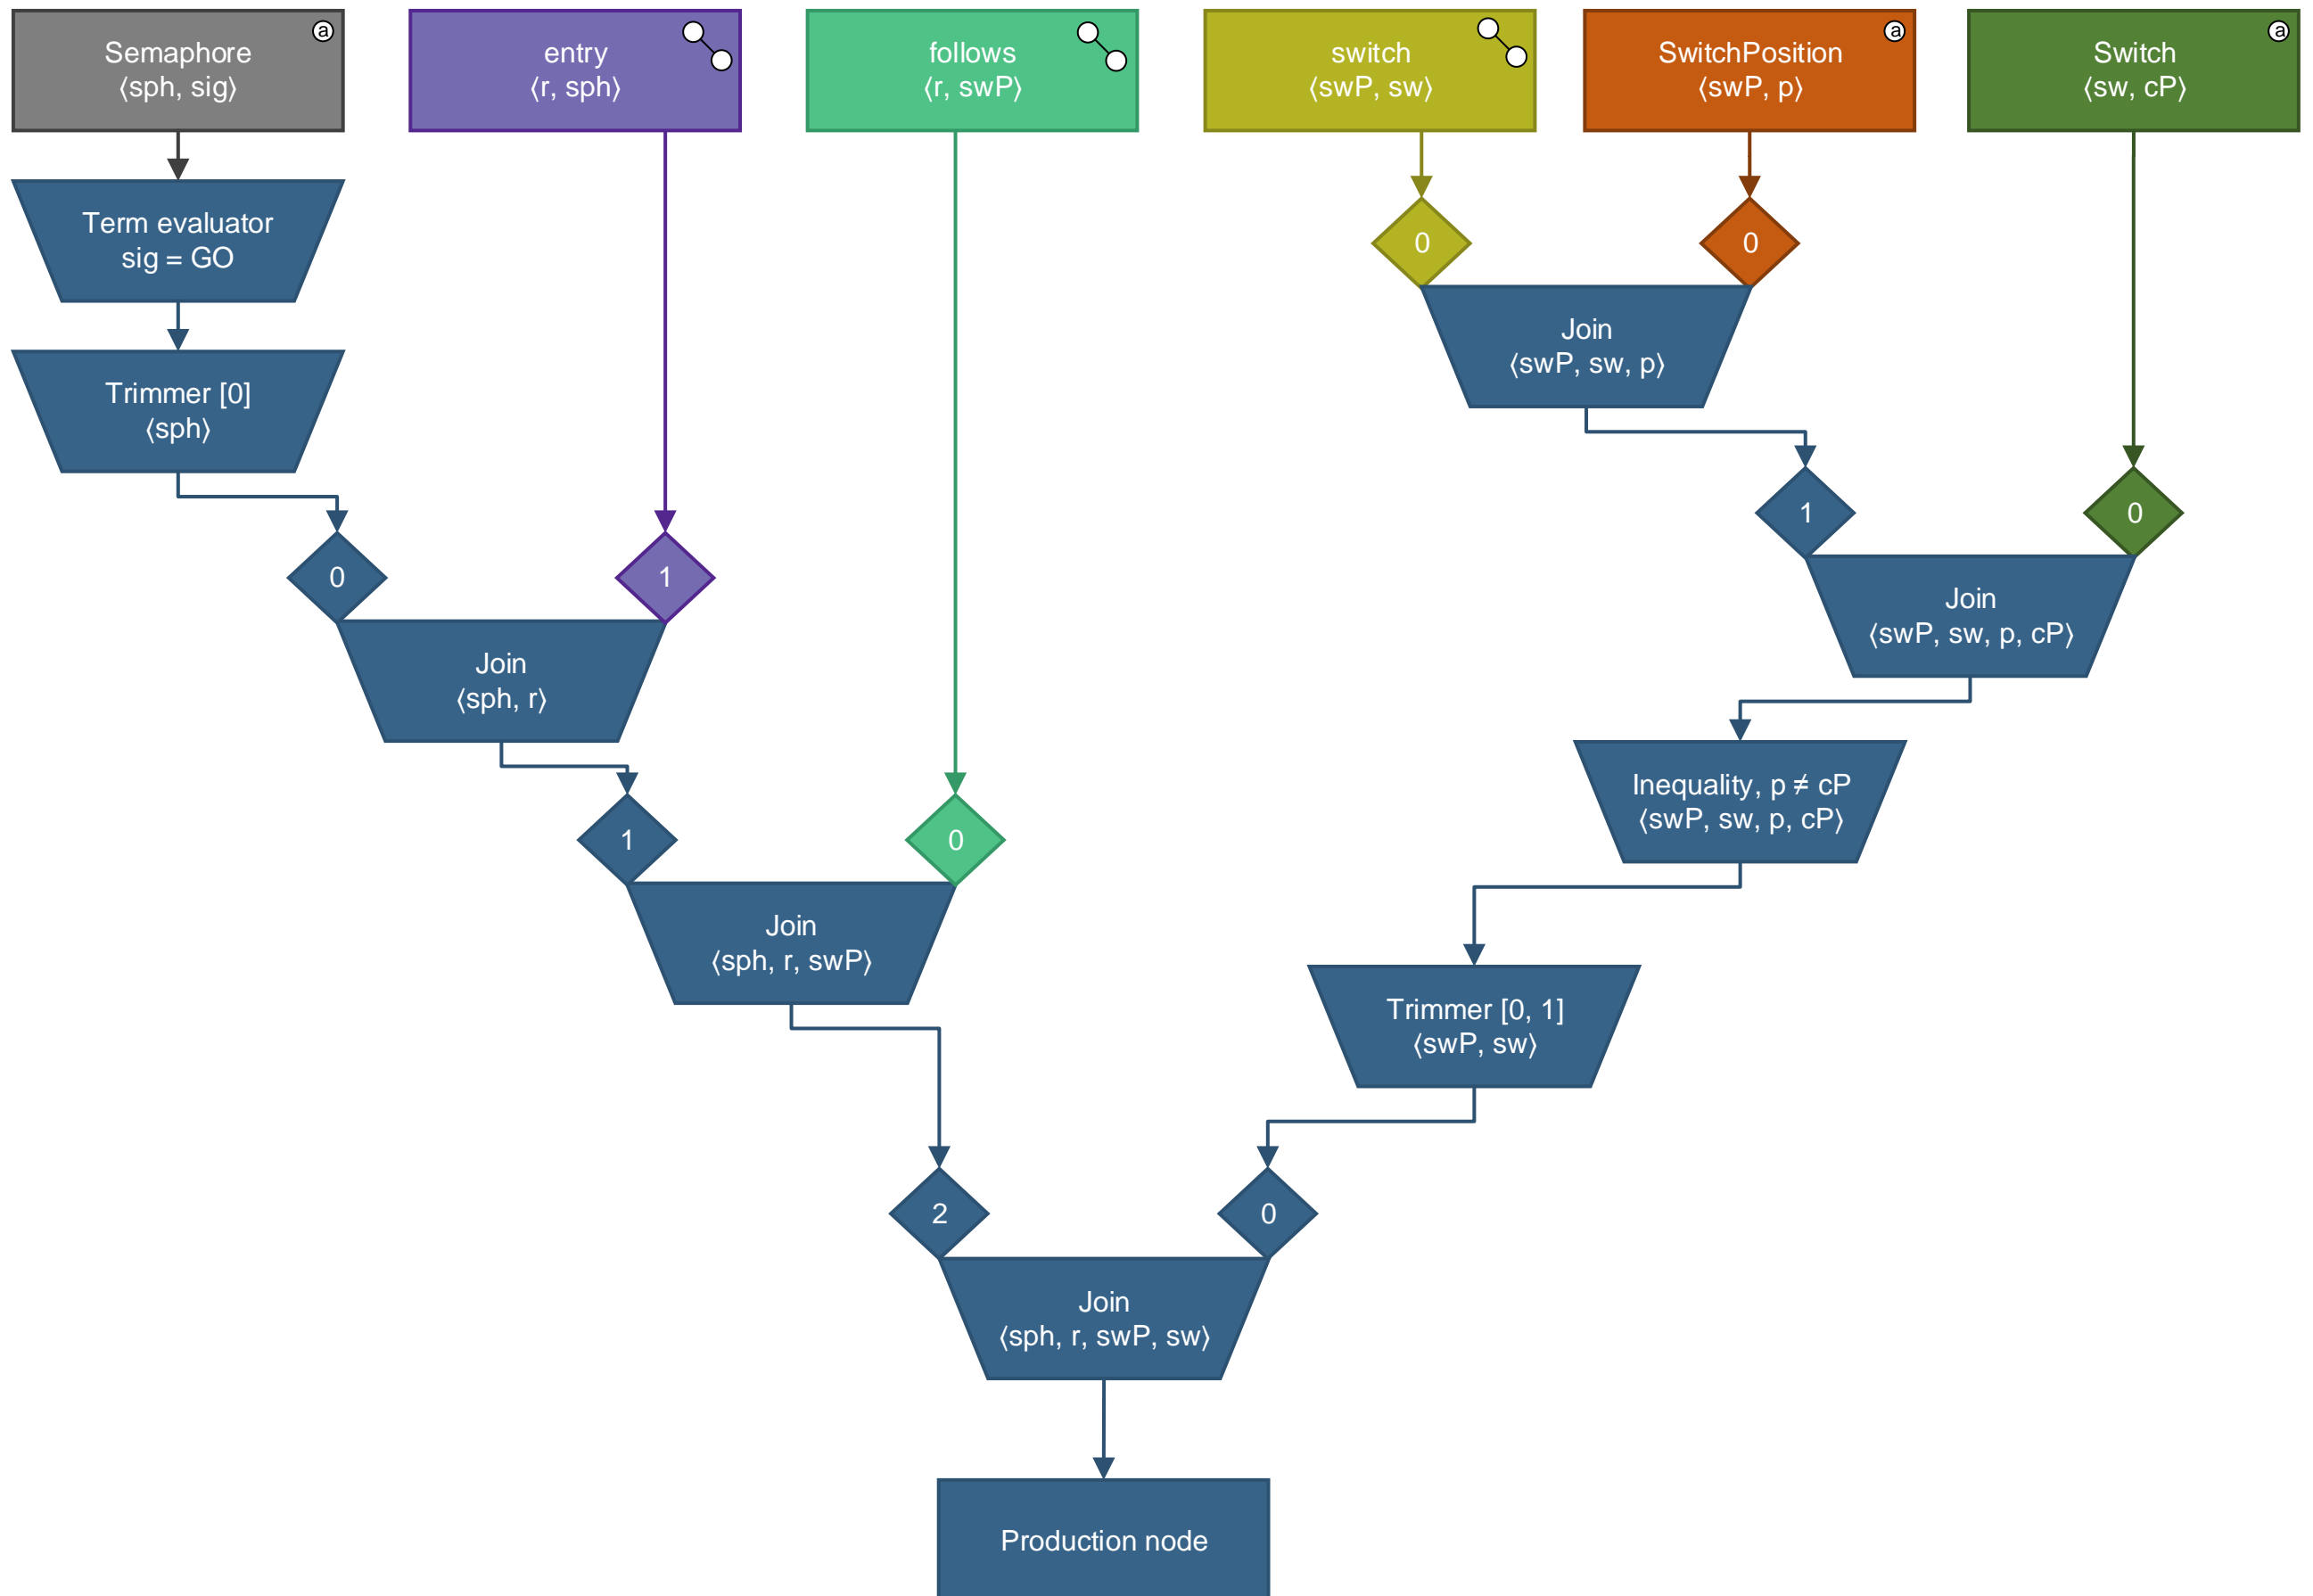 Semaphore
⟨sph, sig⟩
a
entry
⟨r, sph⟩
follows
⟨r, swP⟩
switch
⟨swP, sw⟩
SwitchPosition
⟨swP, p⟩
a
Switch
⟨sw, cP⟩
a
Term evaluator
sig = GO
0
0
Join
⟨swP, sw, p⟩
Trimmer [0]
⟨sph⟩
1
0
0
1
Join
⟨swP, sw, p, cP⟩
Join
⟨sph, r⟩
Inequality, p ≠ cP
⟨swP, sw, p, cP⟩
1
0
Join
⟨sph, r, swP⟩
Trimmer [0, 1]
⟨swP, sw⟩
2
0
Join
⟨sph, r, swP, sw⟩
Production node